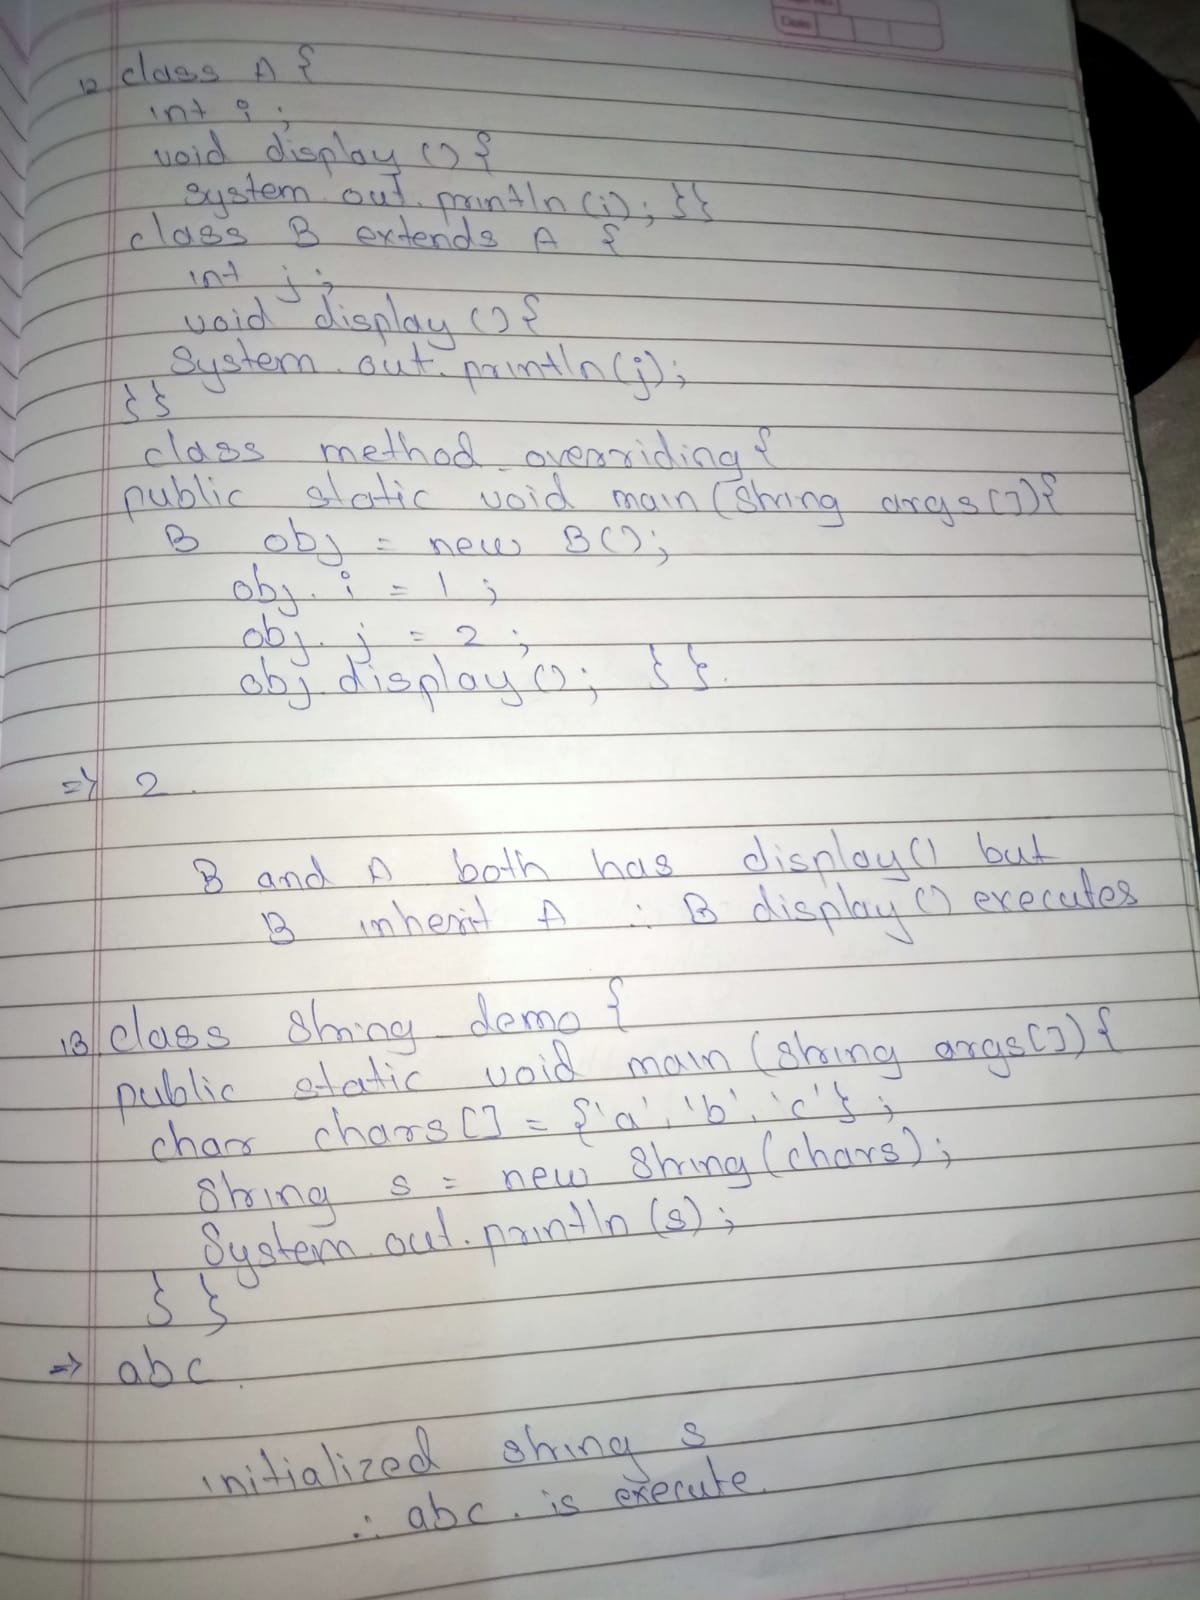 Date
12 class A {
int i ;
void display () {
System.out.println(i); }}
class B extends A {
int j ;
void display () {
System.out.println(j);
}}
class method_overriding {
public static void main (String args[]) {
B obj = new B();
obj.i = 1 ;
obj.j = 2 ;
obj.display (); } }.
=> 2.
B and A both has display() but
B inherit A ∴ B display () executes
13 class String demo {
public static void main (string args[]) {
char chars[] = {'a', 'b', 'c'} ;
String s = new String (chars) ;
System.out.println (s) ;
} }
=> abc.
initialized string s
∴ abc. is execute.